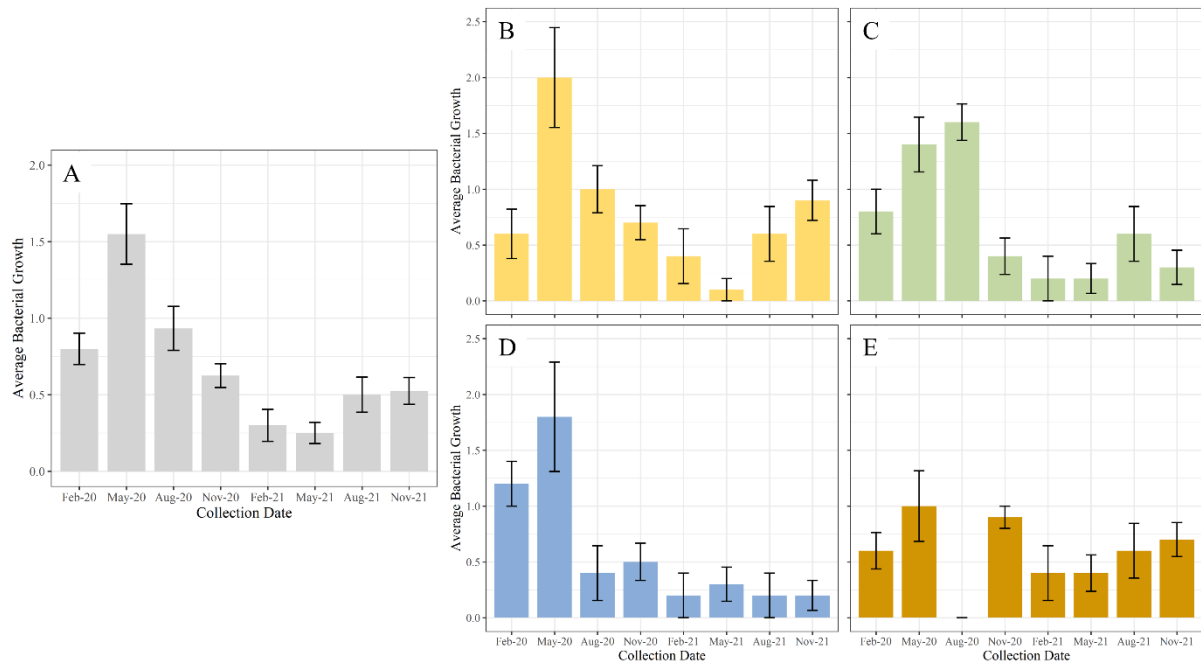 A
Average Bacterial Growth
2.0
1.5
1.0
0.5
0.0
Feb-20 May-20 Aug-20 Nov-20 Feb-21 May-21 Aug-21 Nov-21
Collection Date
B
Average Bacterial Growth
2.5
2.0
1.5
1.0
0.5
0.0
C
D
Average Bacterial Growth
2.5
2.0
1.5
1.0
0.5
0.0
Feb-20 May-20 Aug-20 Nov-20 Feb-21 May-21 Aug-21 Nov-21
Collection Date
E
Feb-20 May-20 Aug-20 Nov-20 Feb-21 May-21 Aug-21 Nov-21
Collection Date